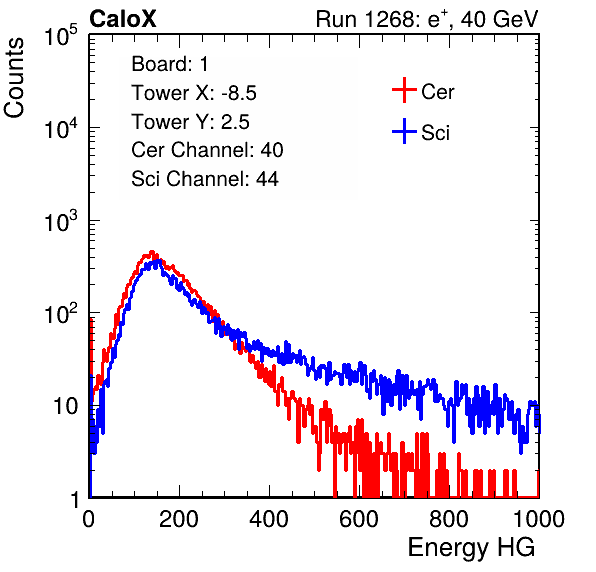 CaloX Run 1268: e⁺, 40 GeV
Counts
Board: 1
Tower X: -8.5
Tower Y: 2.5
Cer Channel: 40
Sci Channel: 44
Cer
Sci
10⁵
10⁴
10³
10²
10
1
0 200 400 600 800 1000
Energy HG